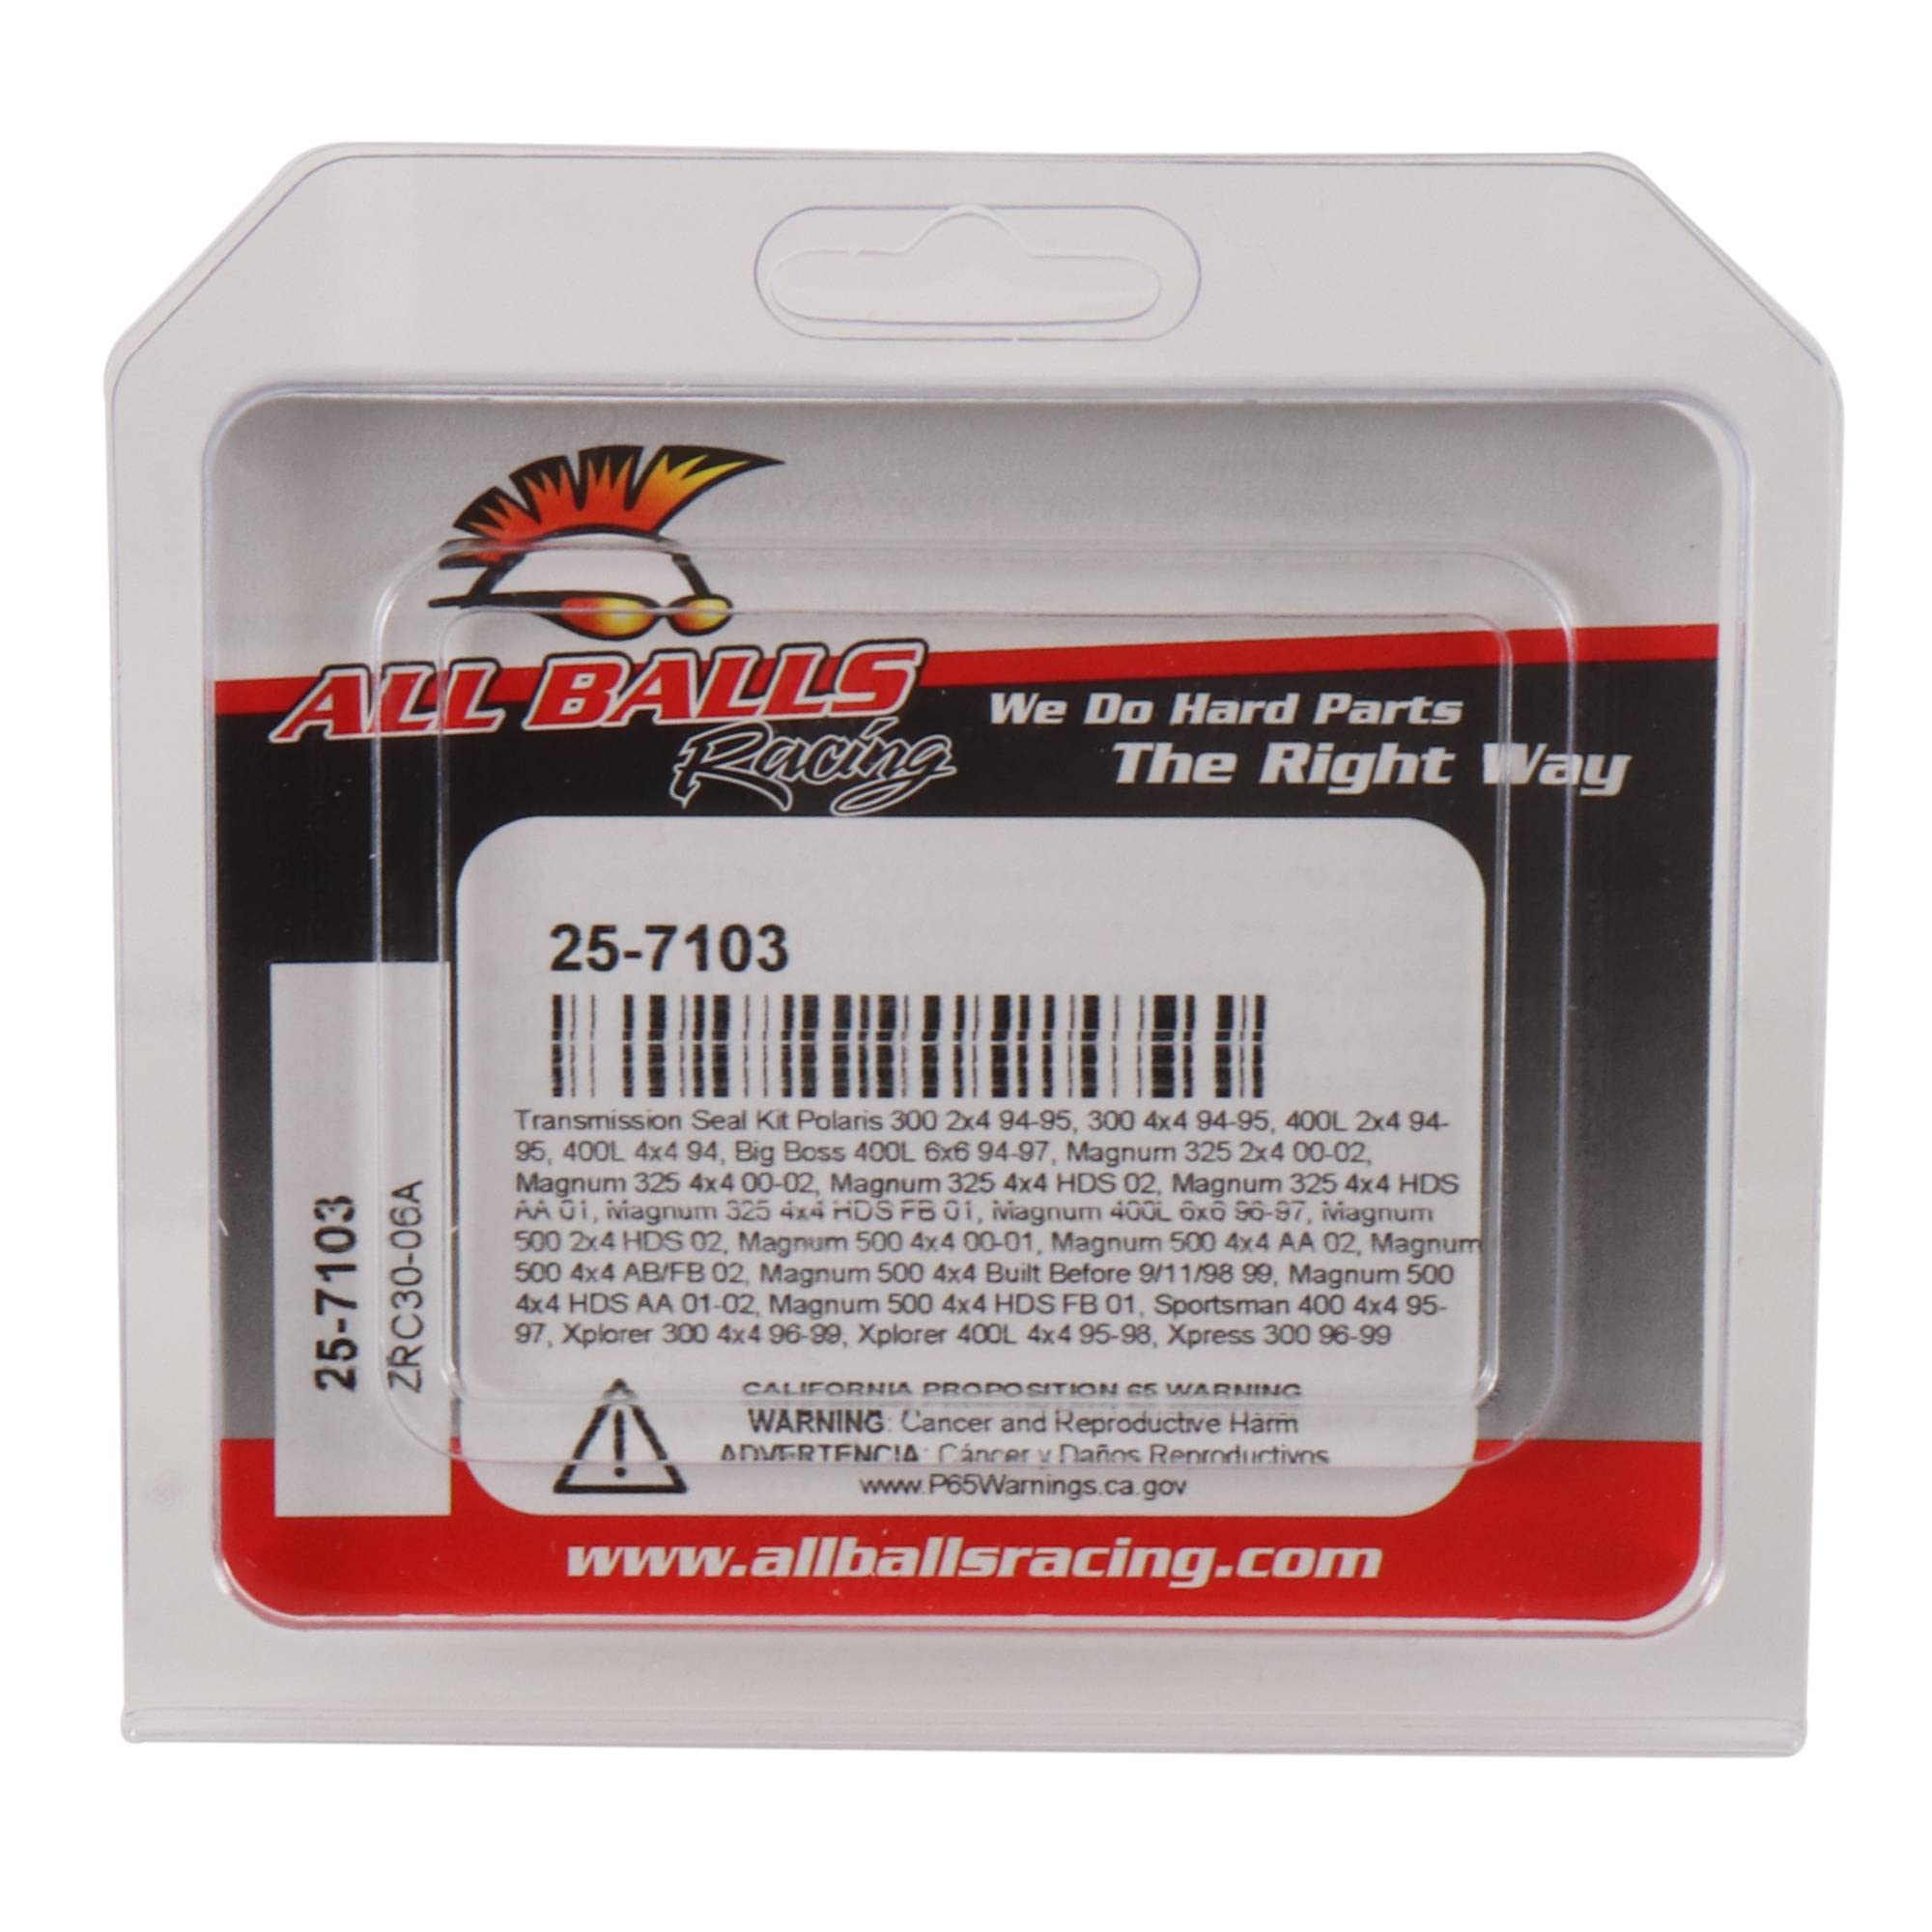 ALL BALLS
Racing
We Do Hard Parts
The Right Way
25-7103
Transmission Seal Kit Polaris 300 2x4 94-95, 300 4x4 94-95, 400L 2x4 94-
95, 400L 4x4 94, Big Boss 400L 6x6 94-97, Magnum 325 2x4 00-02,
Magnum 325 4x4 00-02, Magnum 325 4x4 HDS 02, Magnum 325 4x4 HDS
AA 01, Magnum 325 4x4 HDS FB 01, Magnum 400L 6x6 96-97, Magnum
500 2x4 HDS 02, Magnum 500 4x4 00-01, Magnum 500 4x4 AA 02, Magnum
500 4x4 AB/FB 02, Magnum 500 4x4 Built Before 9/11/98 99, Magnum 500
4x4 HDS AA 01-02, Magnum 500 4x4 HDS FB 01, Sportsman 400 4x4 95-
97, Xplorer 300 4x4 96-99, Xplorer 400L 4x4 95-98, Xpress 300 96-99
CALIFORNIA PROPOSITION 65 WARNING
WARNING: Cancer and Reproductive Harm
ADVERTENCIA: Cáncer y Daños Reproductivos
www.P65Warnings.ca.gov
25-7103
ZRC30-06A
www.allballsracing.com